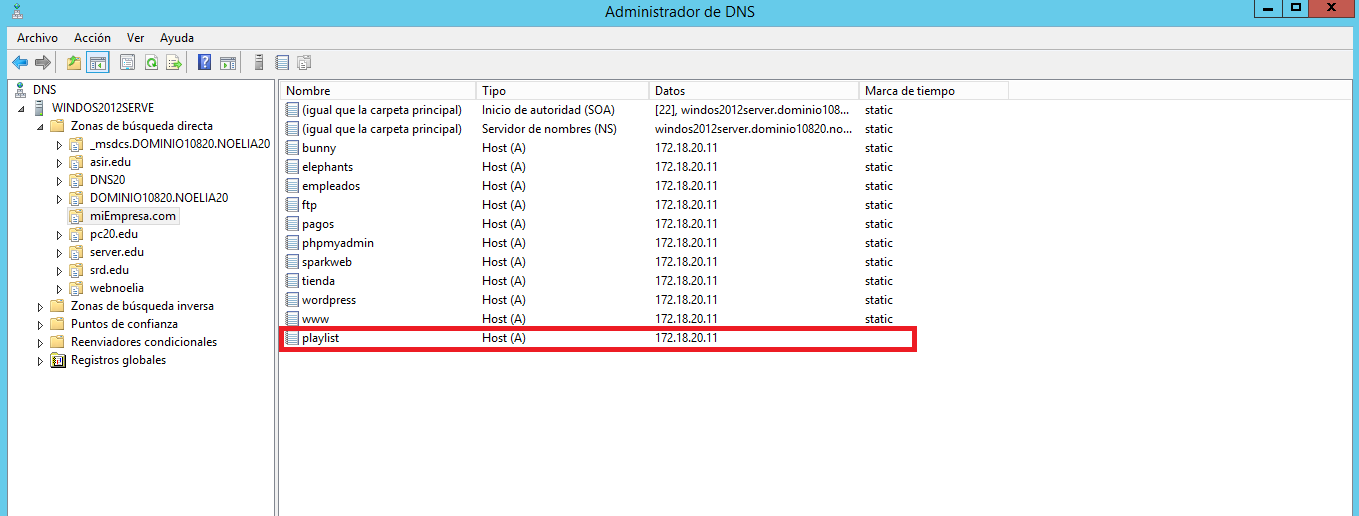 Administrador de DNS
Archivo Acción Ver Ayuda
DNS
WINDOS2012SERVE
Zonas de búsqueda directa
_msdcs.DOMINIO10820.NOELIA20
asir.edu
DNS20
DOMINIO10820.NOELIA20
miEmpresa.com
pc20.edu
server.edu
srd.edu
webnoelia
Zonas de búsqueda inversa
Puntos de confianza
Reenviadores condicionales
Registros globales
Nombre Tipo Datos Marca de tiempo
(igual que la carpeta principal) Inicio de autoridad (SOA) [22], windos2012server.dominio108... static
(igual que la carpeta principal) Servidor de nombres (NS) windos2012server.dominio10820.no... static
bunny Host (A) 172.18.20.11 static
elephants Host (A) 172.18.20.11 static
empleados Host (A) 172.18.20.11 static
ftp Host (A) 172.18.20.11 static
pagos Host (A) 172.18.20.11 static
phpmyadmin Host (A) 172.18.20.11 static
sparkweb Host (A) 172.18.20.11 static
tienda Host (A) 172.18.20.11 static
wordpress Host (A) 172.18.20.11 static
www Host (A) 172.18.20.11 static
playlist Host (A) 172.18.20.11